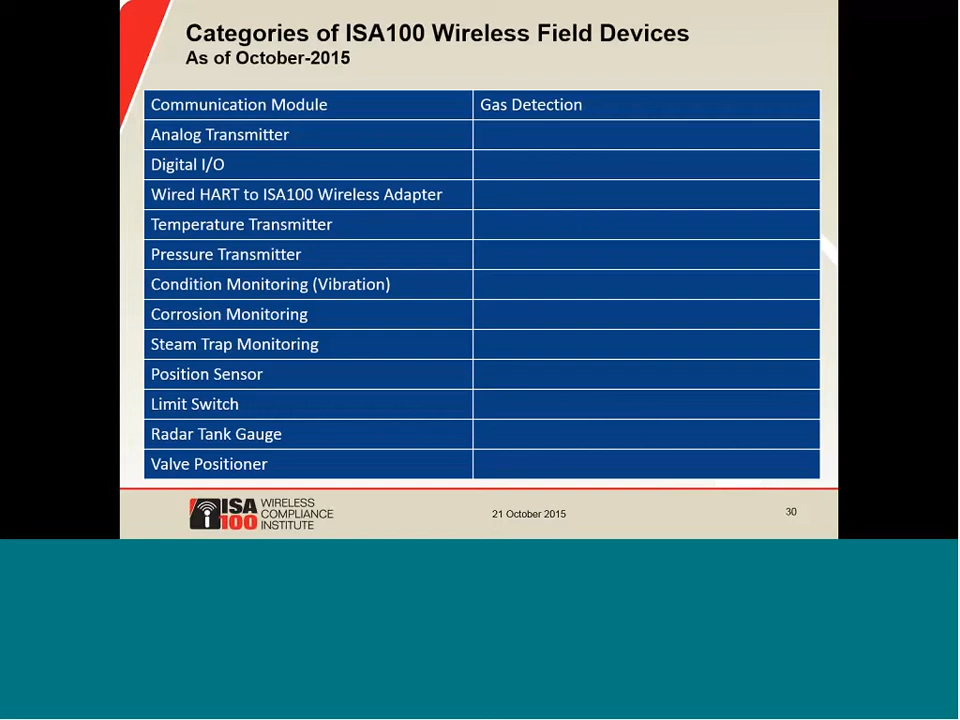 Categories of ISA100 Wireless Field Devices
As of October-2015
Communication Module
Gas Detection
Analog Transmitter
Digital I/O
Wired HART to ISA100 Wireless Adapter
Temperature Transmitter
Pressure Transmitter
Condition Monitoring (Vibration)
Corrosion Monitoring
Steam Trap Monitoring
Position Sensor
Limit Switch
Radar Tank Gauge
Valve Positioner
ISA 100
WIRELESS
COMPLIANCE
INSTITUTE
21 October 2015
30